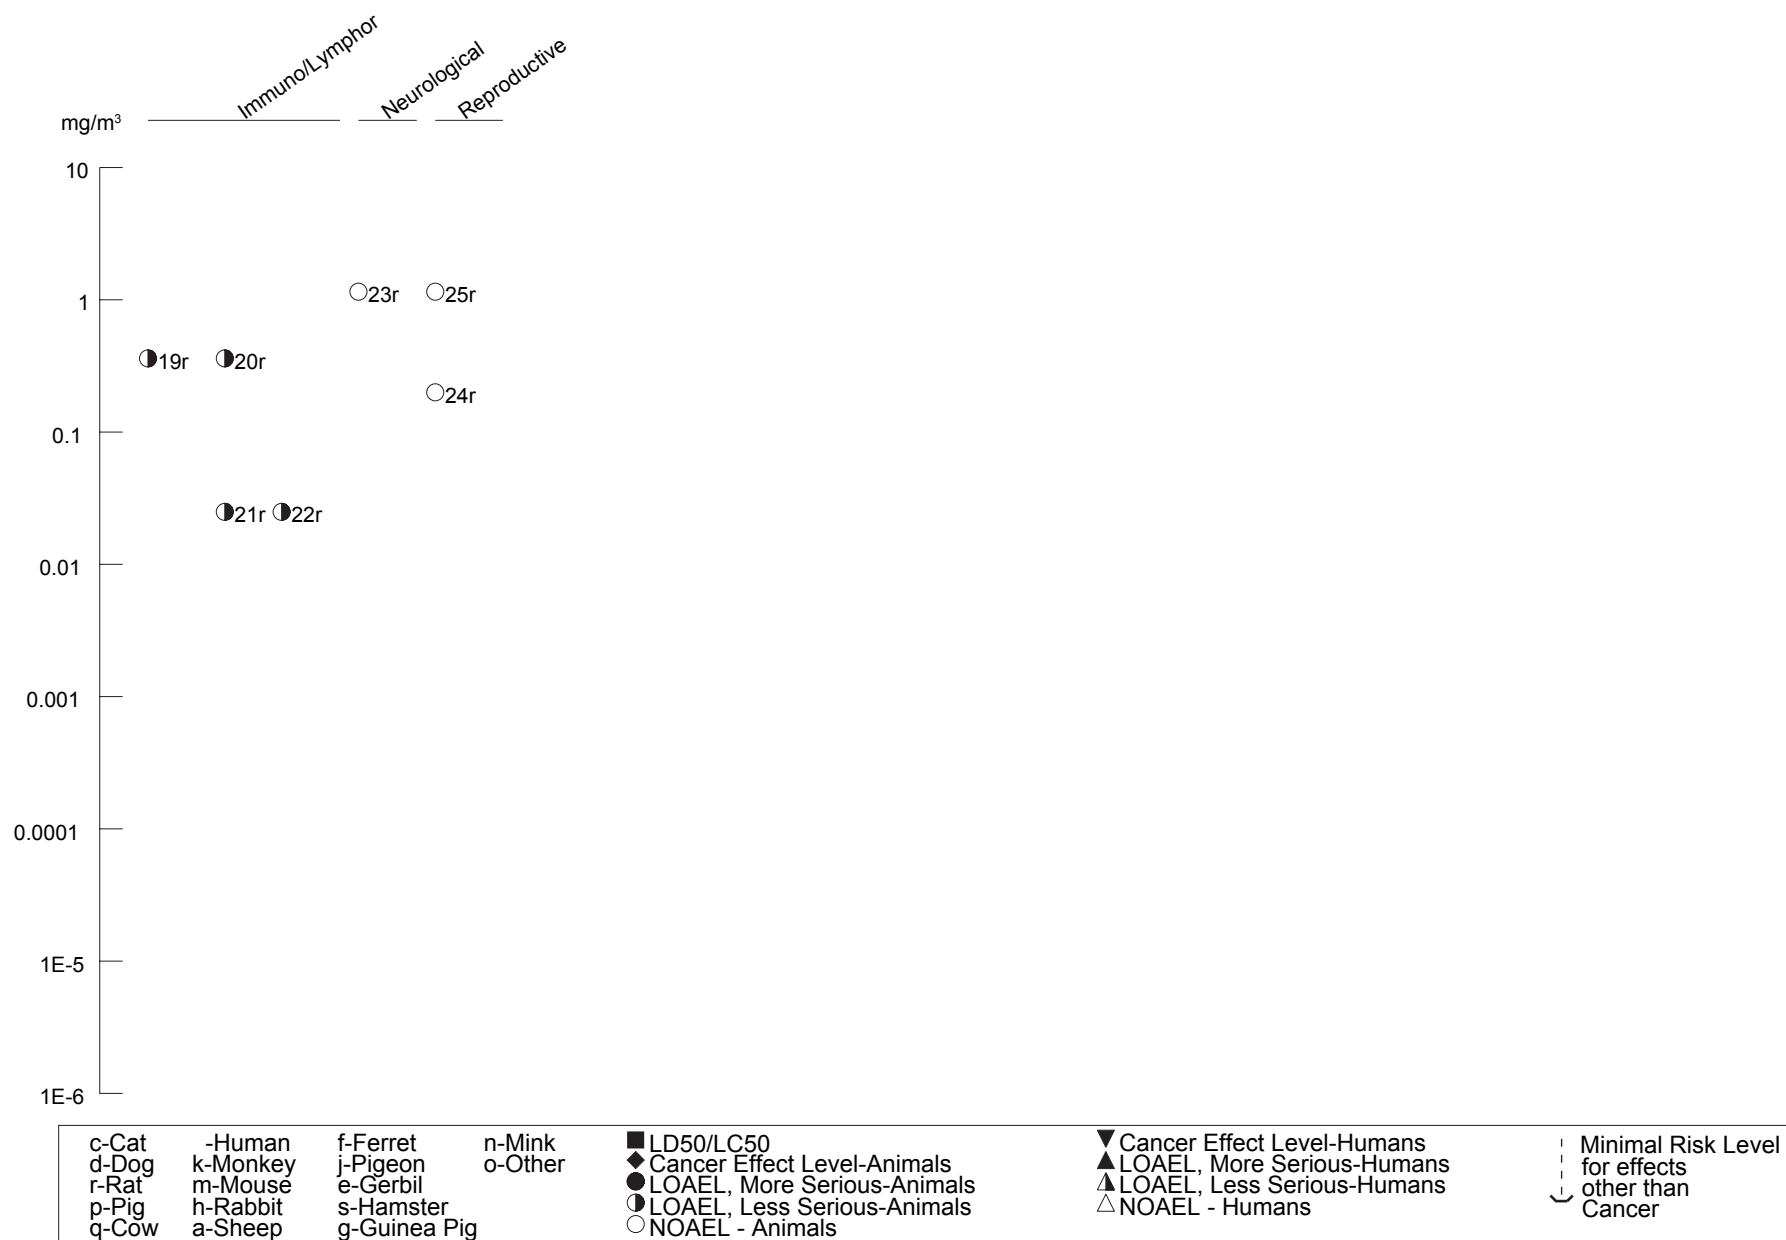 Immuno/Lymphor
Neurological
Reproductive
mg/m³
10
1
0.1
0.01
0.001
0.0001
1E-5
1E-6
23r
25r
19r
20r
24r
21r
22r
c-Cat -Human f-Ferret n-Mink
d-Dog k-Monkey j-Pigeon o-Other
r-Rat m-Mouse e-Gerbil
p-Pig h-Rabbit s-Hamster
q-Cow a-Sheep g-Guinea Pig
LD50/LC50
Cancer Effect Level-Animals
LOAEL, More Serious-Animals
LOAEL, Less Serious-Animals
NOAEL - Animals
Cancer Effect Level-Humans
LOAEL, More Serious-Humans
LOAEL, Less Serious-Humans
NOAEL - Humans
Minimal Risk Level
for effects
other than
Cancer